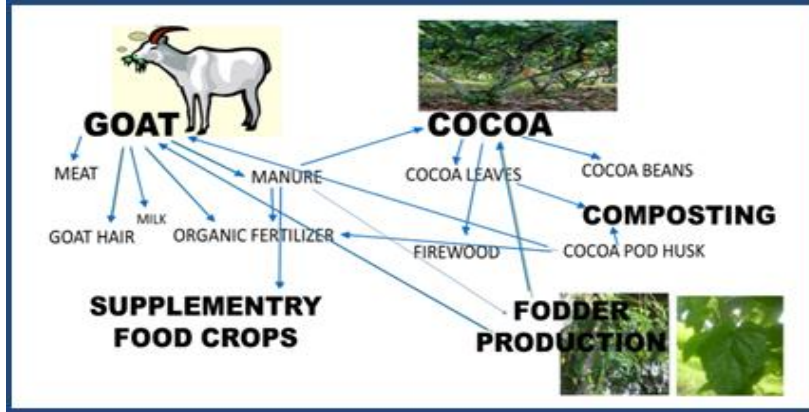 GOAT
COCOA
MEAT
MANURE
COCOA LEAVES
COCOA BEANS
MILK
GOAT HAIR
ORGANIC FERTILIZER
COMPOSTING
FIREWOOD
COCOA POD HUSK
SUPPLEMENTRY
FOOD CROPS
FODDER
PRODUCTION